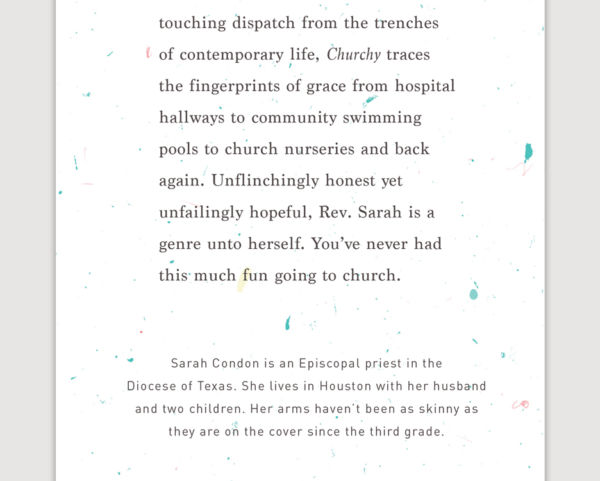 touching dispatch from the trenches
of contemporary life, Churchy traces
the fingerprints of grace from hospital
hallways to community swimming
pools to church nurseries and back
again. Unflinchingly honest yet
unfailingly hopeful, Rev. Sarah is a
genre unto herself. You’ve never had
this much fun going to church.
Sarah Condon is an Episcopal priest in the
Diocese of Texas. She lives in Houston with her husband
and two children. Her arms haven’t been as skinny as
they are on the cover since the third grade.